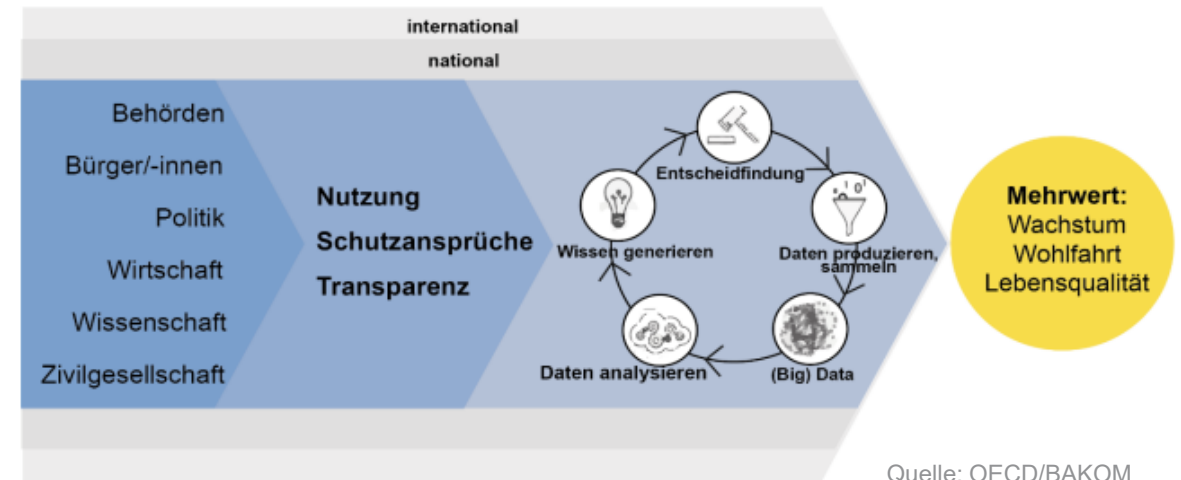 international
national
Behörden
Bürger/-innen
Politik
Wirtschaft
Wissenschaft
Zivilgesellschaft
Nutzung
Schutzansprüche
Transparenz
Entscheidfindung
Daten produzieren,
sammeln
(Big) Data
Daten analysieren
Wissen generieren
Mehrwert:
Wachstum
Wohlfahrt
Lebensqualität
Quelle: OECD/BAKOM